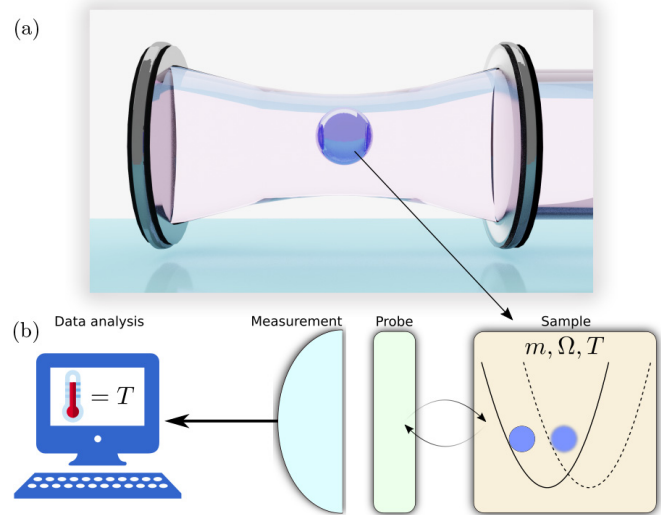 (a)
(b)
Data analysis
Measurement
Probe
Sample
m, Ω, T
= T